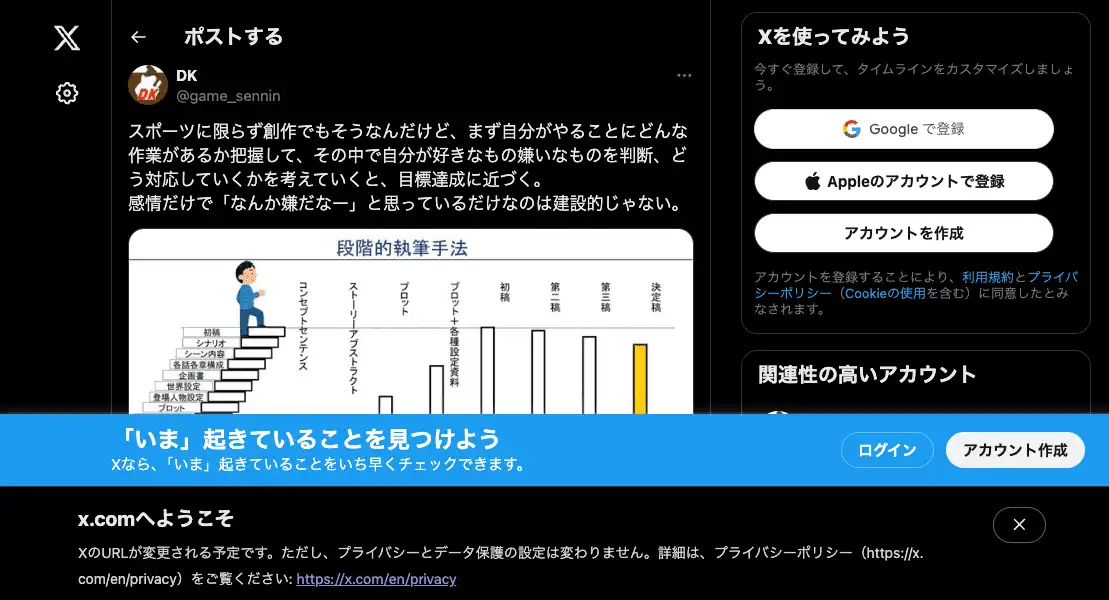 ポストする
DK
@game_sennin
スポーツに限らず創作でもそうなんだけど、まず自分がやることにどんな
作業があるか把握して、その中で自分が好きなもの嫌いなものを判断、ど
う対応していくかを考えていくと、目標達成に近づく。
感情だけで「なんか嫌だなー」と思っているだけなのは建設的じゃない。
段階的執筆手法
コンセプトセンテンス
ストーリーアブストラクト
プロット
プロット＋各種設定資料
初稿
第二稿
第三稿
決定稿
初稿
シナリオ
シーン内容
各話各章構成
企画書
世界設定
登場人物設定
プロット
Xを使ってみよう
今すぐ登録して、タイムラインをカスタマイズしましょ
う。
Google で登録
Appleのアカウントで登録
アカウントを作成
アカウントを登録することにより、利用規約とプライバ
シーポリシー（Cookieの使用を含む）に同意したとみ
なされます。
関連性の高いアカウント
「いま」起きていることを見つけよう
Xなら、「いま」起きていることをいち早くチェックできます。
ログイン
アカウント作成
x.comへようこそ
XのURLが変更される予定です。ただし、プライバシーとデータ保護の設定は変わりません。詳細は、プライバシーポリシー（https://x.
com/en/privacy）をご覧ください: https://x.com/en/privacy